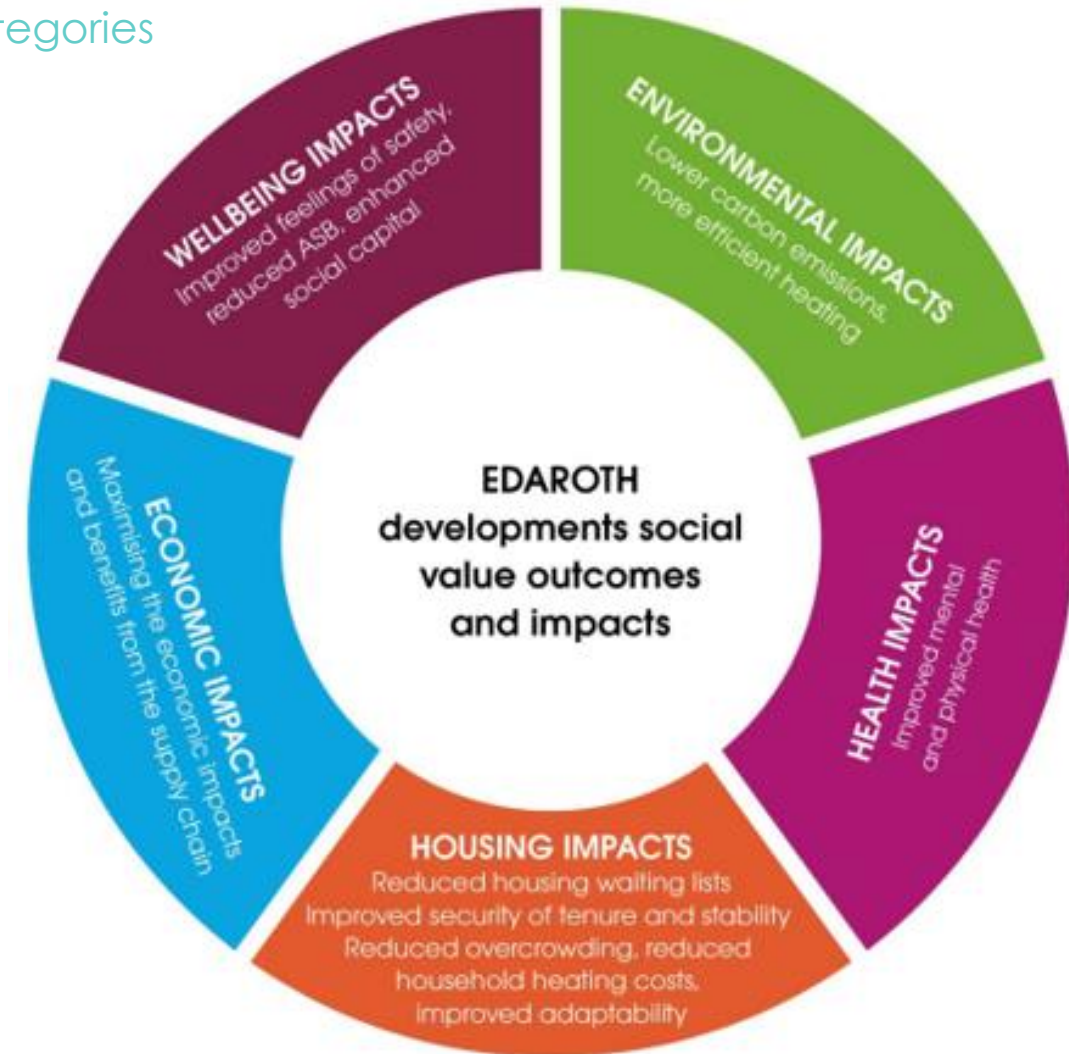 regories
WELLBEING IMPACTS
Improved feelings of safety,
reduced ASB, enhanced
social capital
ENVIRONMENTAL IMPACTS
Lower carbon emissions,
more efficient heating
HEALTH IMPACTS
Improved mental
and physical health
HOUSING IMPACTS
Reduced housing waiting lists
Improved security of tenure and stability
Reduced overcrowding, reduced
household heating costs,
improved adaptability
ECONOMIC IMPACTS
Maximising the economic impacts
and benefits from the supply chain
EDAROTH
developments social
value outcomes
and impacts